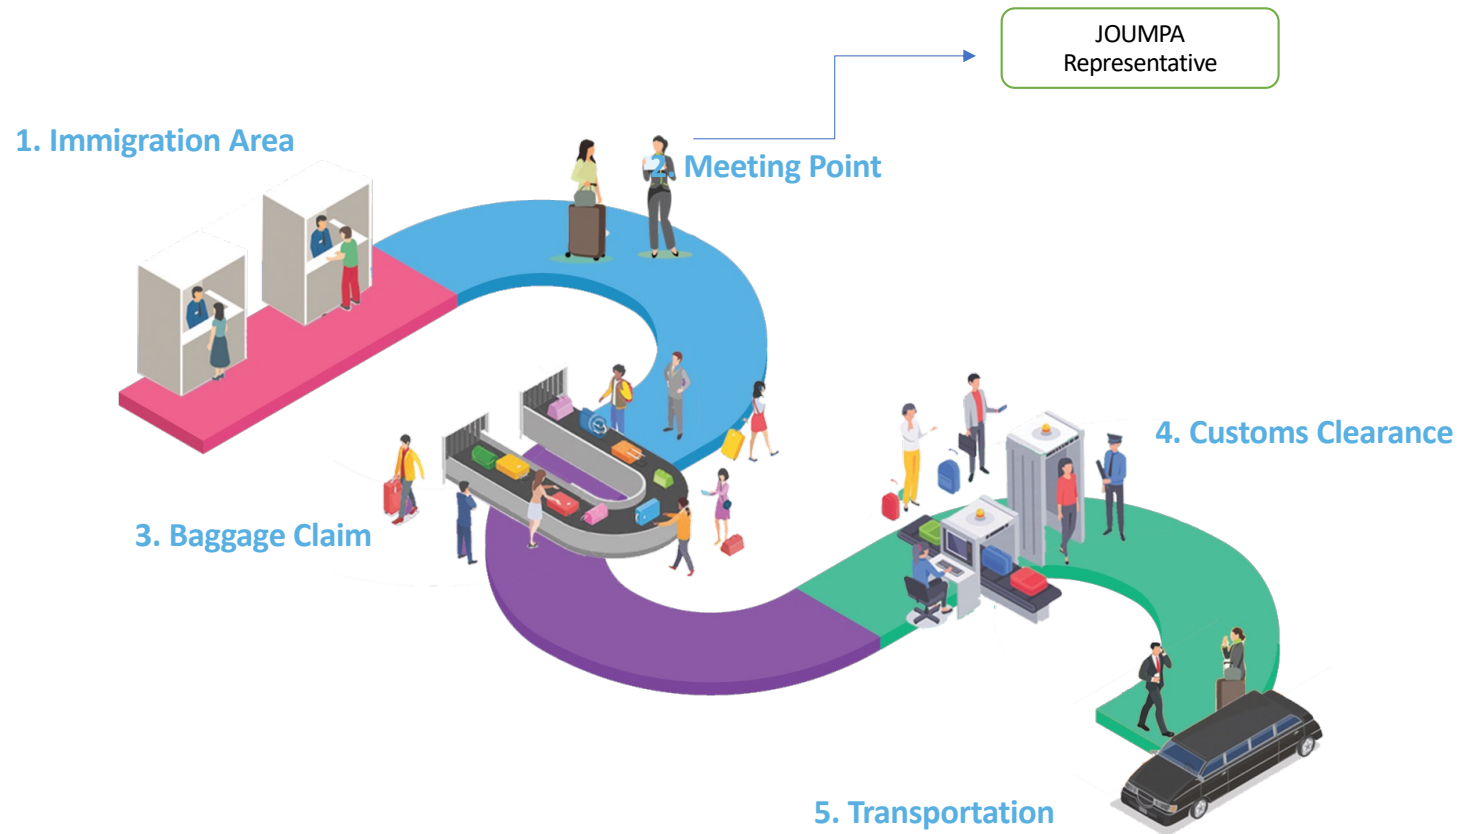 JOUMPA
Representative
1. Immigration Area
2. Meeting Point
3. Baggage Claim
4. Customs Clearance
5. Transportation